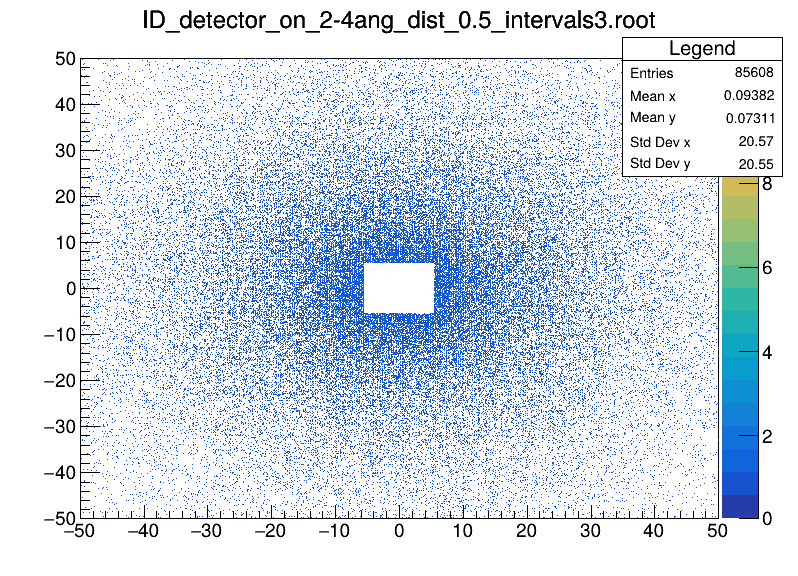 ID_detector_on_2-4ang_dist_0.5_intervals3.root
Legend
Entries 85608
Mean x 0.09382
Mean y 0.07311
Std Dev x 20.57
Std Dev y 20.55
50
40
30
20
10
0
−10
−20
−30
−40
−50
−50 −40 −30 −20 −10 0 10 20 30 40 50
8
6
4
2
0